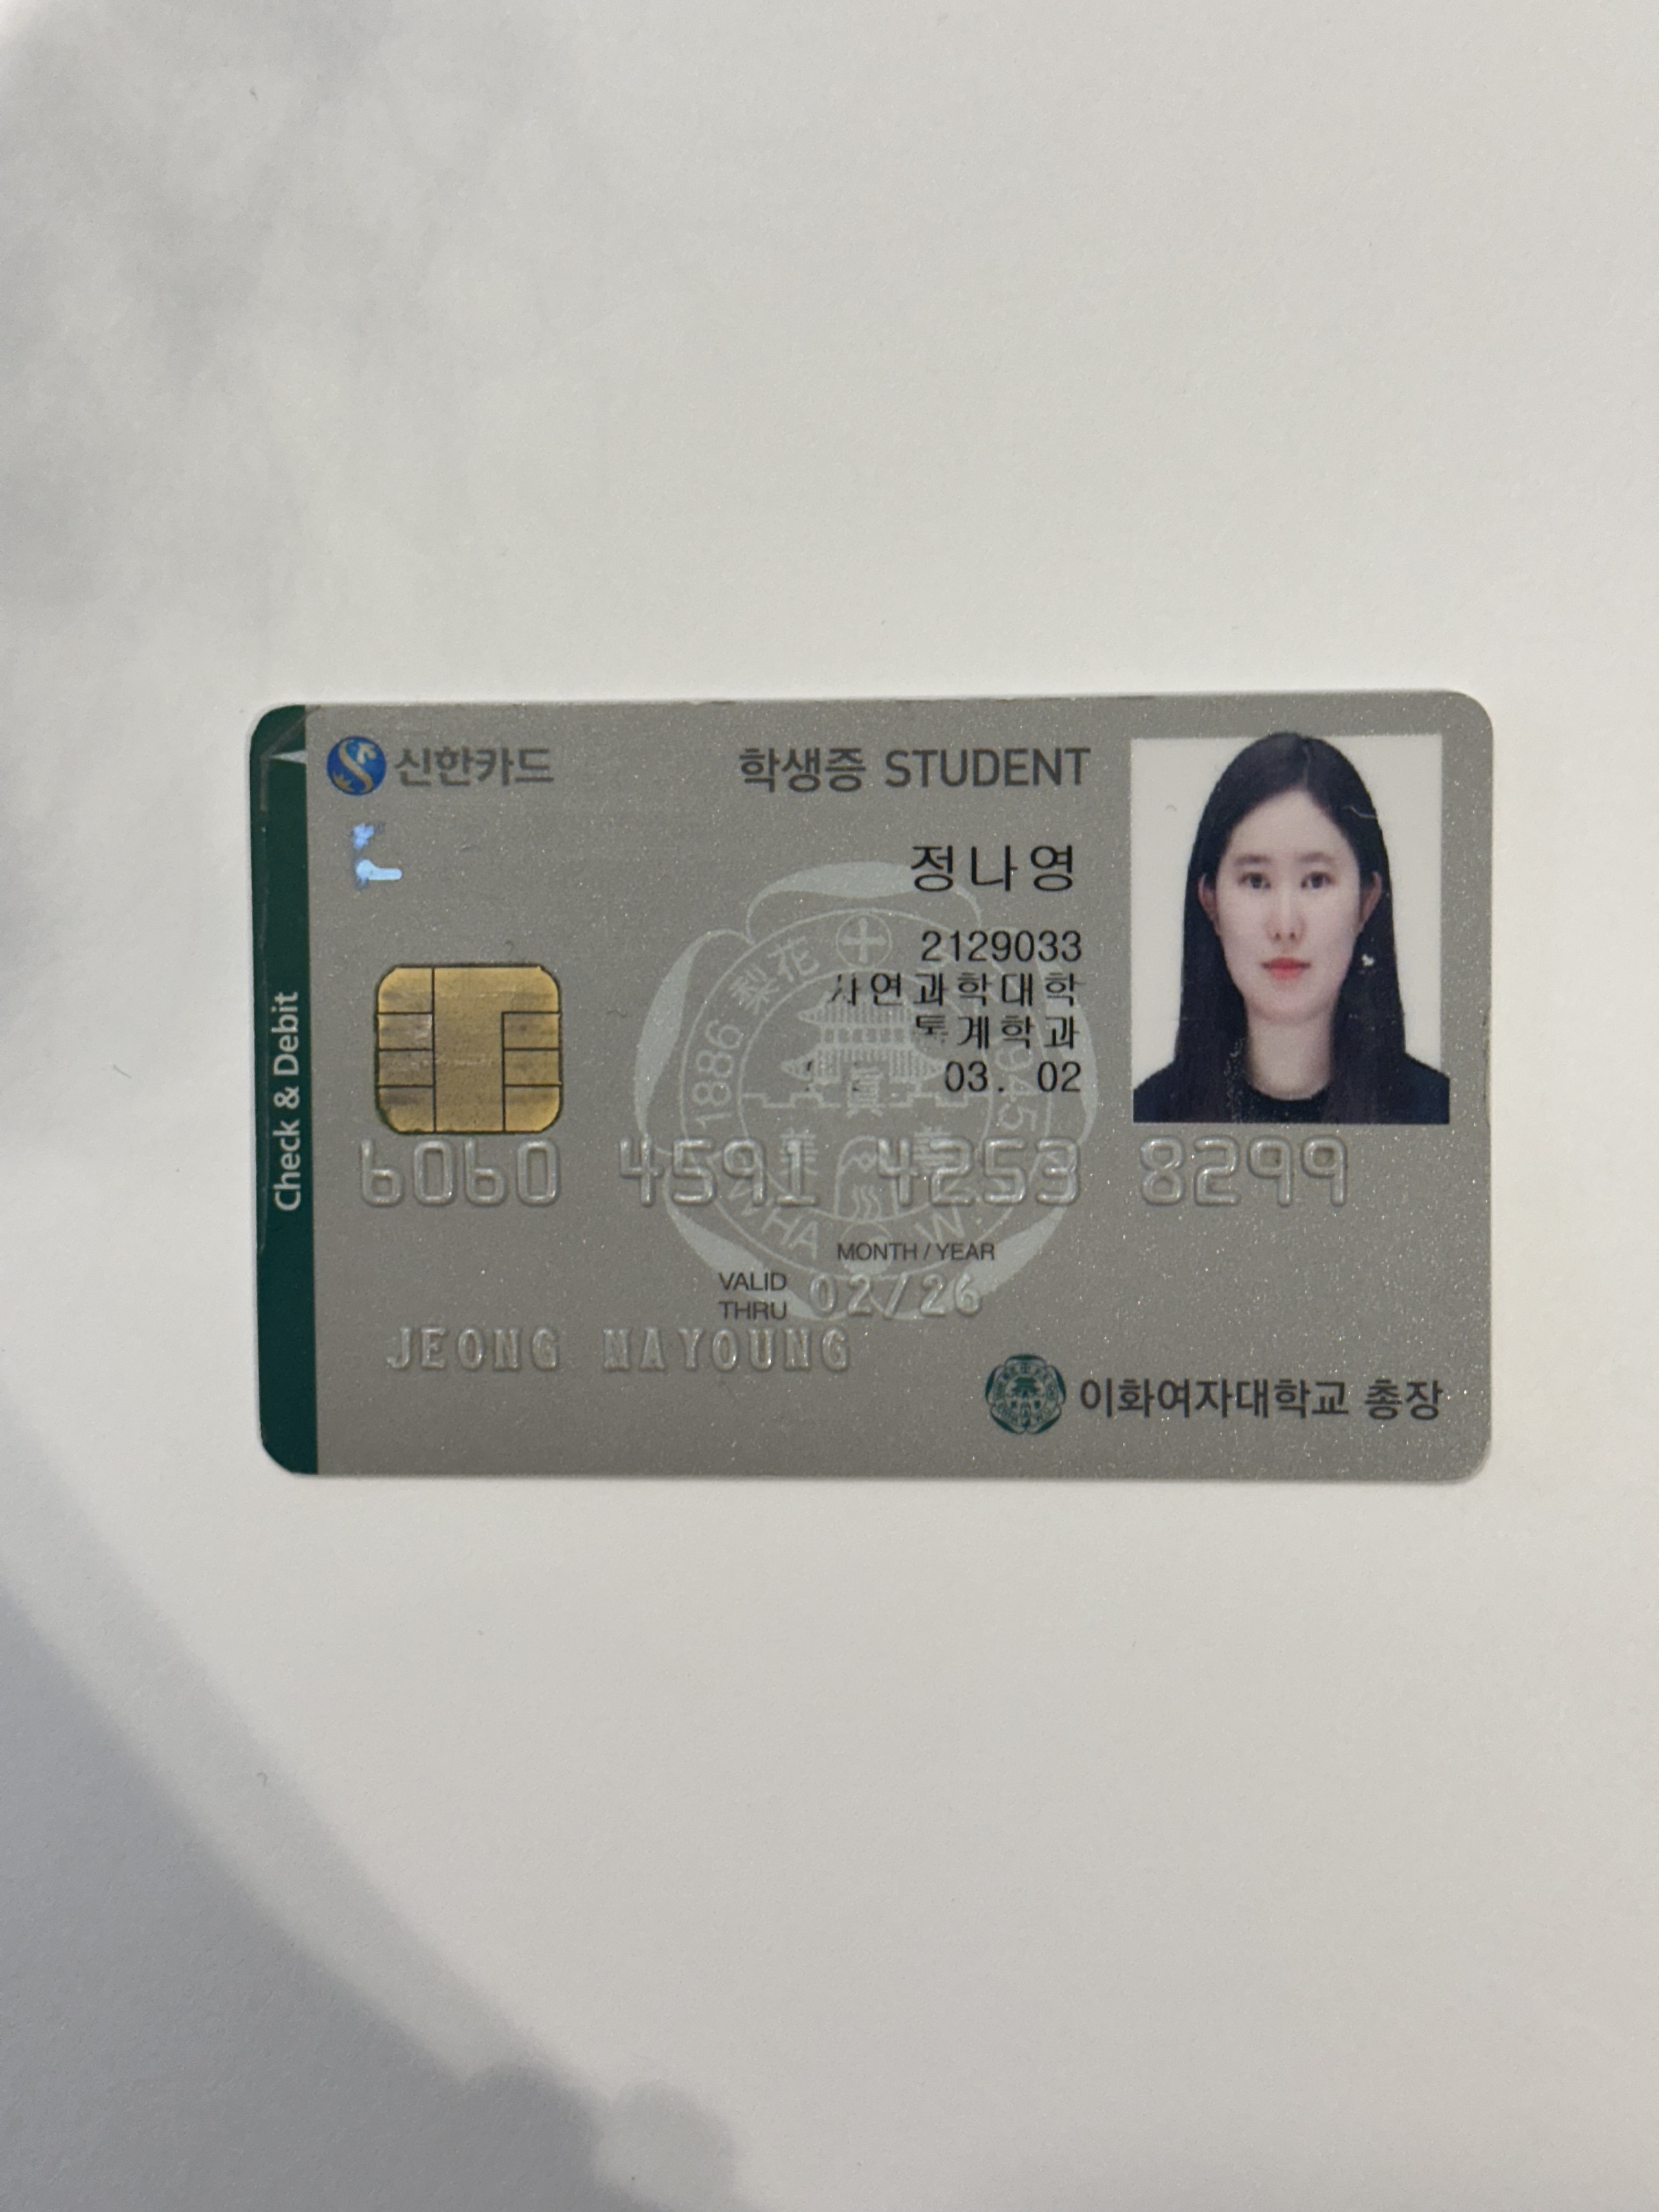 신한카드
학생증 STUDENT
정나영
2129033
자연과학대학
통계학과
03. 02
Check & Debit
1886 梨花
6060 4591 4253 8299
MONTH / YEAR
VALID THRU 02/26
JEONG NAYOUNG
이화여자대학교 총장